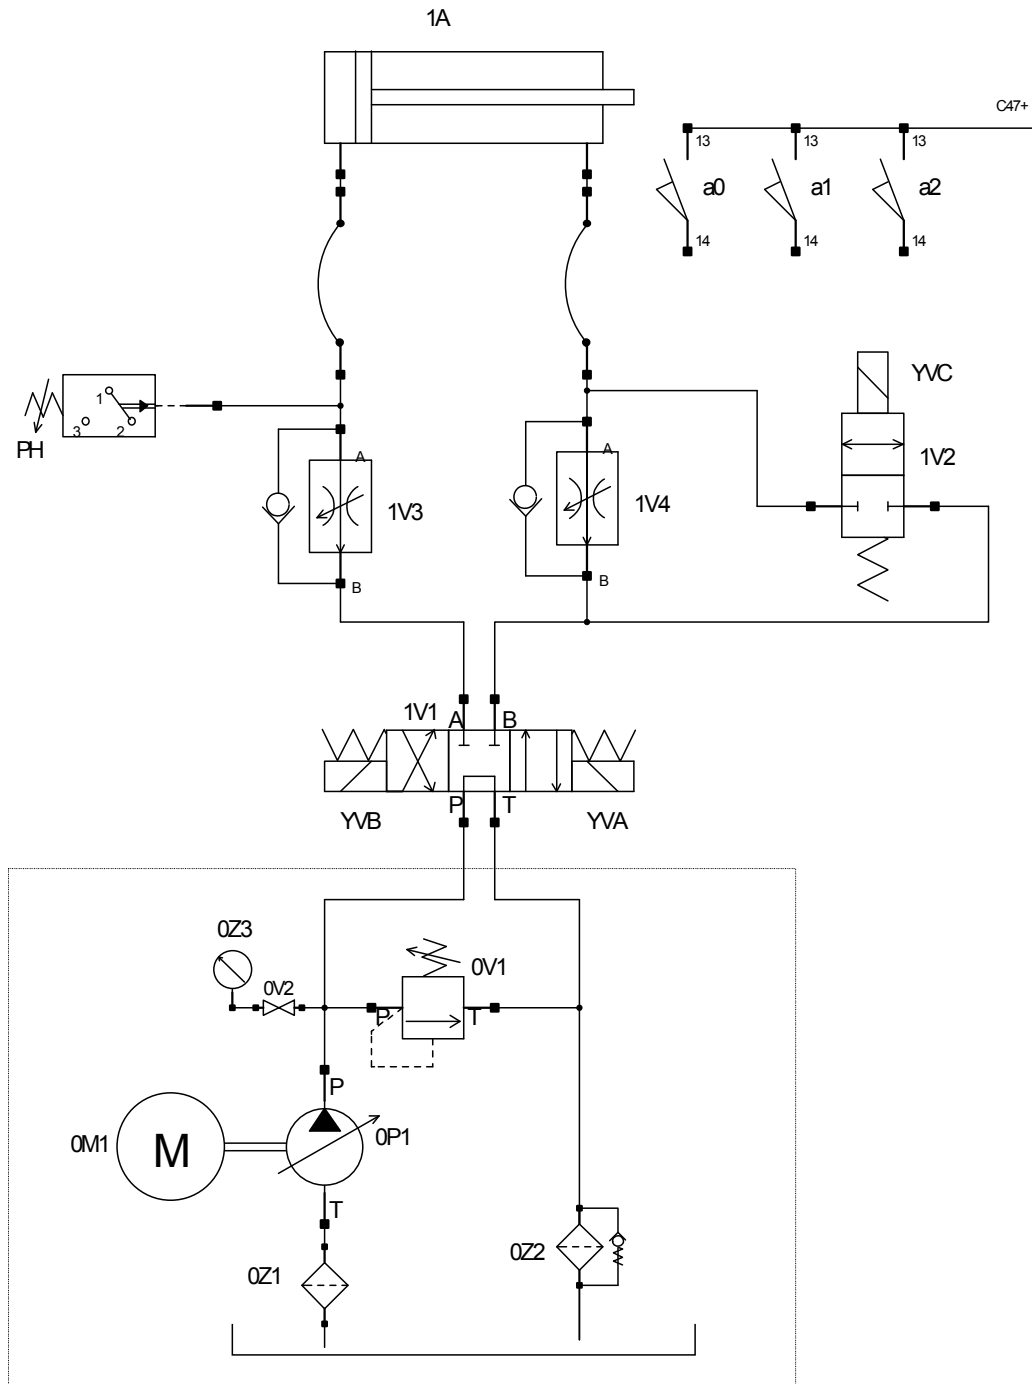 1A
C47+
13 13 13
a0 a1 a2
14 14 14
YVC
1
3 2
PH
A A
1V2
1V3 1V4
B B
1V1 A B
P T
YVB YVA
0Z3
0V1
0V2
P T
P
0M1 M 0P1
T
0Z2
0Z1